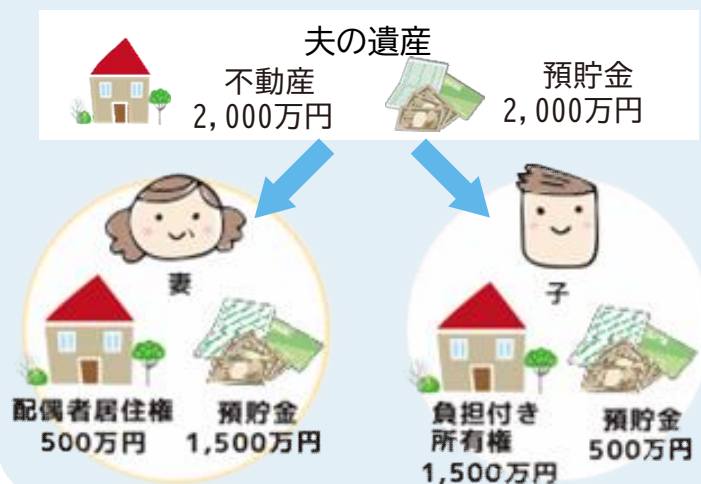 夫の遺産
不動産
2,000万円
預貯金
2,000万円
妻
配偶者居住権
500万円
預貯金
1,500万円
子
負担付き
所有権
1,500万円
預貯金
500万円